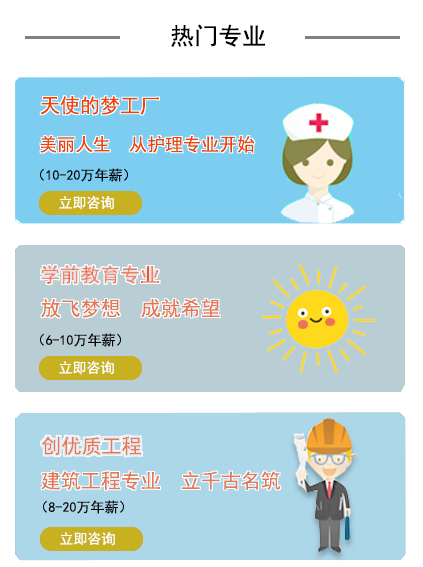 热门专业
天使的梦工厂
美丽人生 从护理专业开始
(10-20万年薪)
立即咨询
学前教育专业
放飞梦想 成就希望
(6-10万年薪)
立即咨询
创优质工程
建筑工程专业 立千古名筑
(8-20万年薪)
立即咨询